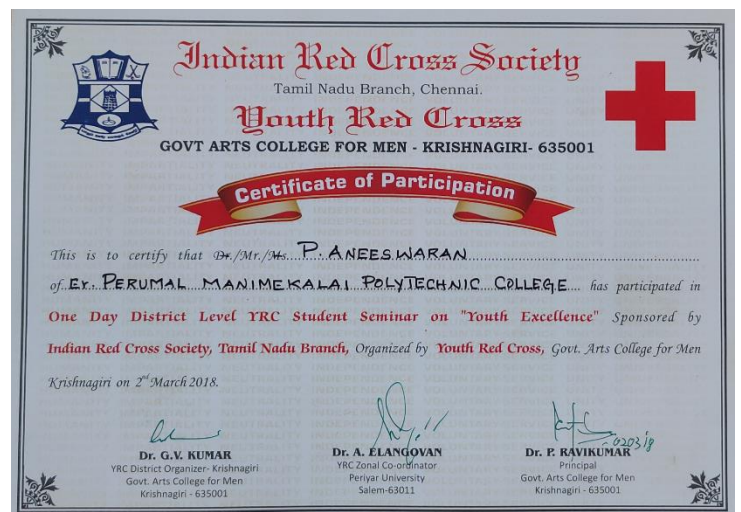 Indian Red Cross Society
Tamil Nadu Branch, Chennai.
Youth Red Cross
GOVT ARTS COLLEGE FOR MEN - KRISHNAGIRI- 635001
Certificate of Participation
This is to certify that Dr./Mr./Ms. P. ANEESWARAN
of Er. PERUMAL MANIMEKALAI POLYTECHNIC COLLEGE has participated in
One Day District Level YRC Student Seminar on "Youth Excellence" Sponsored by
Indian Red Cross Society, Tamil Nadu Branch, Organized by Youth Red Cross, Govt. Arts College for Men
Krishnagiri on 2nd March 2018.
Dr. G.V. KUMAR
YRC District Organizer- Krishnagiri
Govt. Arts College for Men
Krishnagiri - 635001
Dr. A. ELANGOVAN
YRC Zonal Co-ordinator
Periyar University
Salem-63011
Dr. P. RAVIKUMAR
Principal
Govt. Arts College for Men
Krishnagiri - 635001